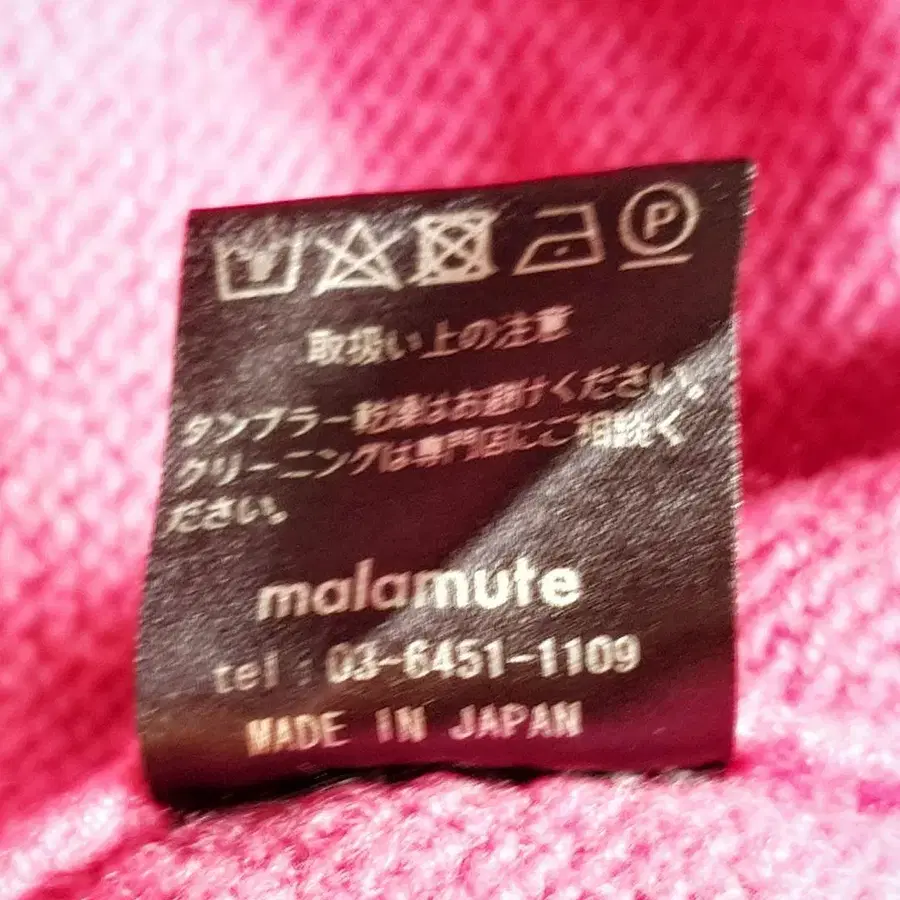 P
取扱い上の注意
タンブラー乾燥はお避けください。
クリーニングは専門店にご相談く
ださい。
malamute
tel : 03-6451-1109
MADE IN JAPAN